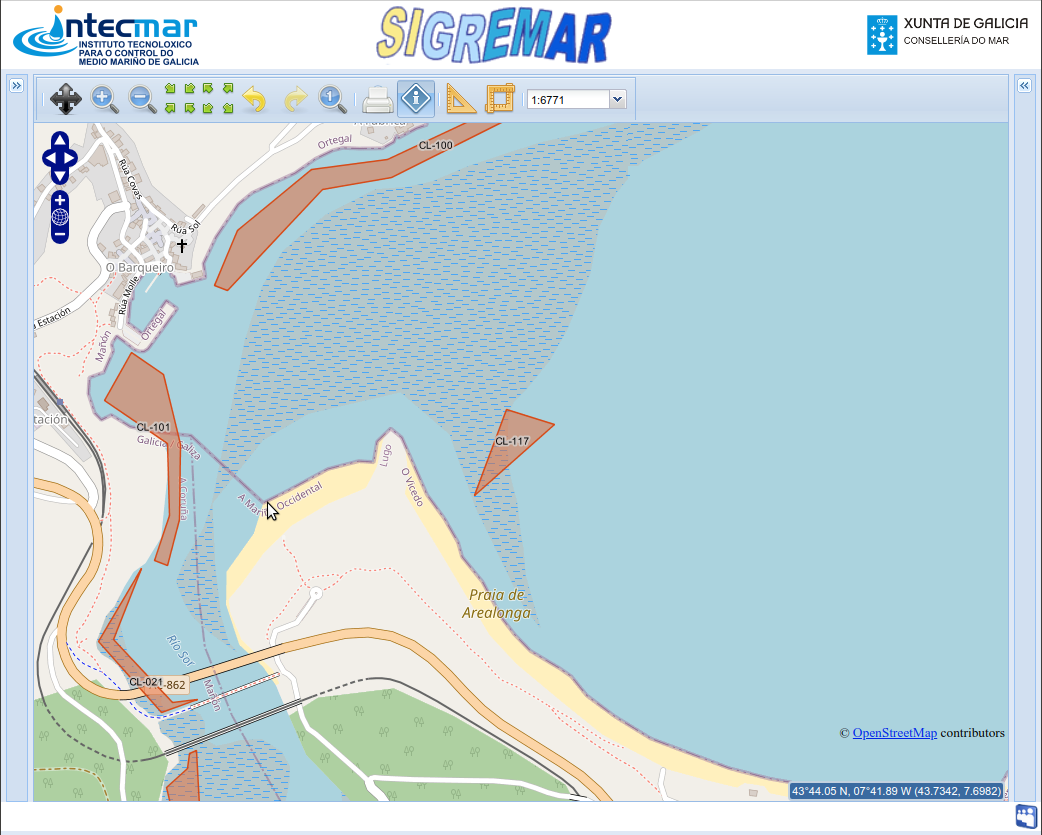 intecmar
INSTITUTO TECNOLOXICO
PARA O CONTROL DO
MEDIO MARIÑO DE GALICIA
SIGREMAR
XUNTA DE GALICIA
CONSELLERÍA DO MAR
1
1:6771
Ortegal
CL-100
Rúa Covas
Rúa Sol
O Barqueiro
Rúa Molle
Estación
Ortegal
Mañón
tación
CL-101
Galicia / Galiza
CL-117
Lugo
O Vicedo
A Mariña Occidental
A Coruña
Praia de
Arealonga
Río Sor
CL-021
-862
Mañón
© OpenStreetMap contributors
43°44.05 N, 07°41.89 W (43.7342, 7.6982)